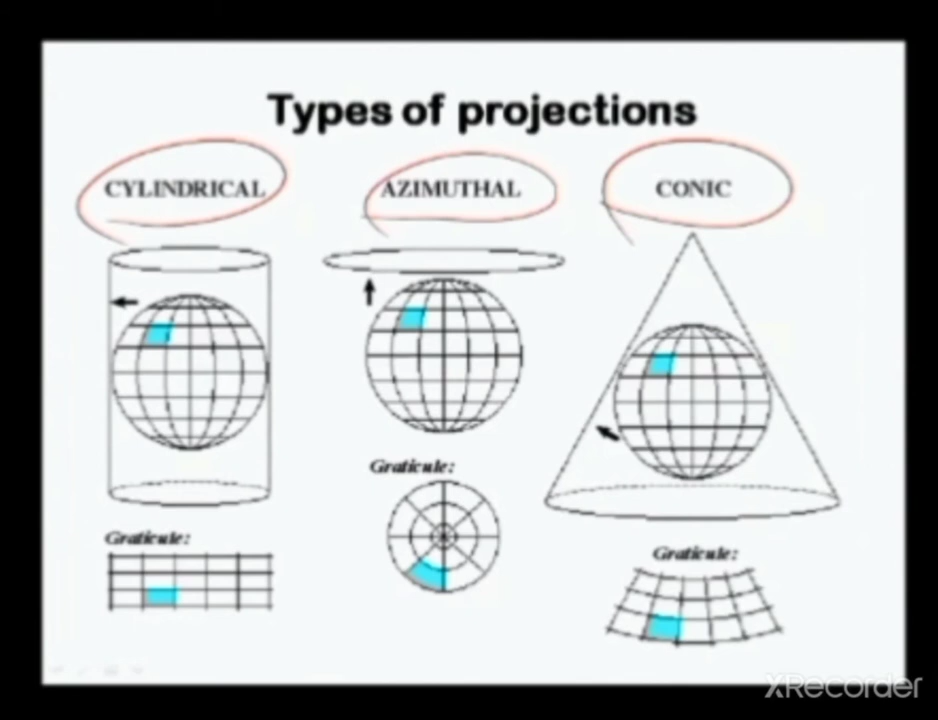 Types of projections
CYLINDRICAL
AZIMUTHAL
CONIC
Graticule:
Graticule:
Graticule:
XRecorder